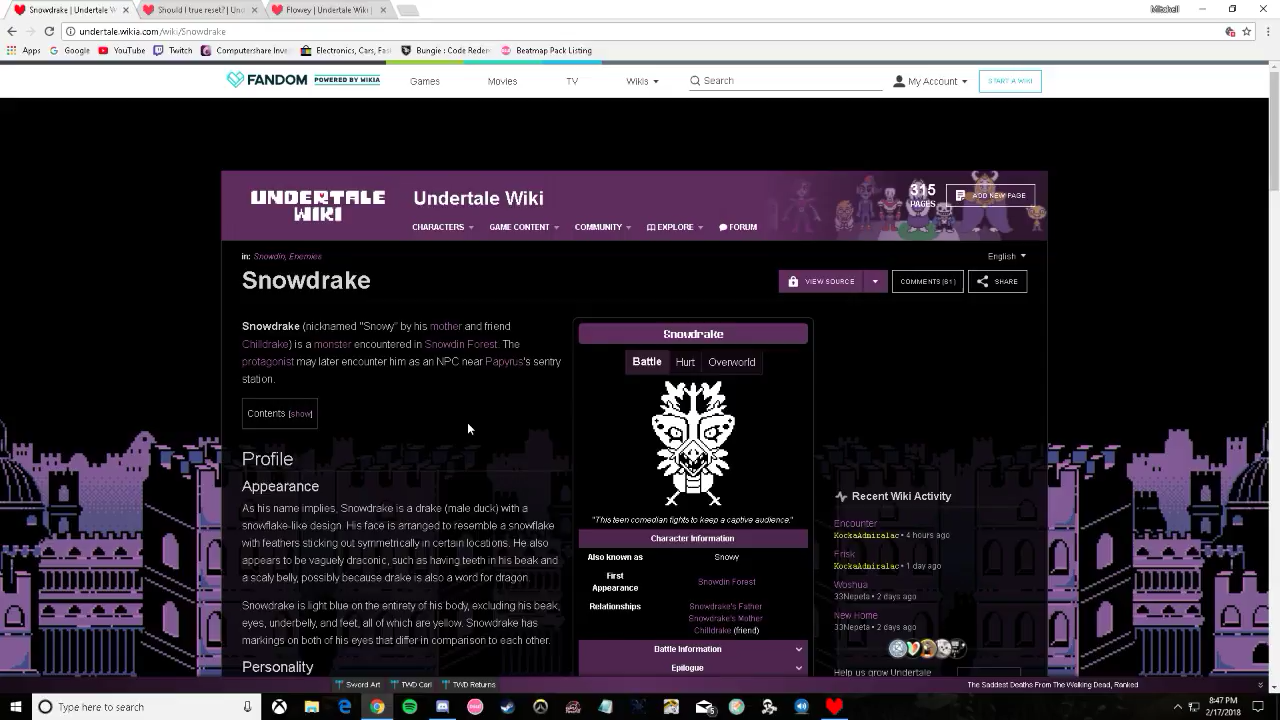 Snowdrake | Undertale W
Should I true reset? | Und
Flowey | Undertale Wiki |
Mitchell
undertale.wikia.com/wiki/Snowdrake
Apps Google YouTube Twitch Computershare Inve Electronics, Cars, Fas Bungie : Code Redem Beatmap Pack Listing
FANDOM POWERED BY WIKIA Games Movies TV Wikis Search My Account START A WIKI
UNDERTALE WIKI
Undertale Wiki
315 PAGES
ADD NEW PAGE
CHARACTERS GAME CONTENT COMMUNITY EXPLORE FORUM
in: Snowdin, Enemies
English
Snowdrake
VIEW SOURCE COMMENTS (81) SHARE
Snowdrake (nicknamed "Snowy" by his mother and friend
Chilldrake) is a monster encountered in Snowdin Forest. The
protagonist may later encounter him as an NPC near Papyrus's sentry
station.
Contents [show]
Profile
Appearance
As his name implies, Snowdrake is a drake (male duck) with a
snowflake-like design. His face is arranged to resemble a snowflake
with feathers sticking out symmetrically in certain locations. He also
appears to be vaguely draconic, such as having teeth in his beak and
a scaly belly, possibly because drake is also a word for dragon.
Snowdrake is light blue on the entirety of his body, excluding his beak,
eyes, underbelly, and feet, all of which are yellow. Snowdrake has
markings on both of his eyes that differ in comparison to each other.
Personality
Snowdrake
Battle Hurt Overworld
"This teen comedian fights to keep a captive audience."
Character Information
Also known as Snowy
First Appearance Snowdin Forest
Relationships Snowdrake's Father
Snowdrake's Mother
Chilldrake (friend)
Battle Information
Epilogue
Recent Wiki Activity
Encounter
KockaAdmiralac • 4 hours ago
Frisk
KockaAdmiralac • 1 day ago
Woshua
33Nepeta • 2 days ago
New Home
33Nepeta • 2 days ago
Help us grow Undertale
Sword Art TWD Carl TWD Returns
The Saddest Deaths From The Walking Dead, Ranked
Type here to search
8:47 PM
2/17/2018